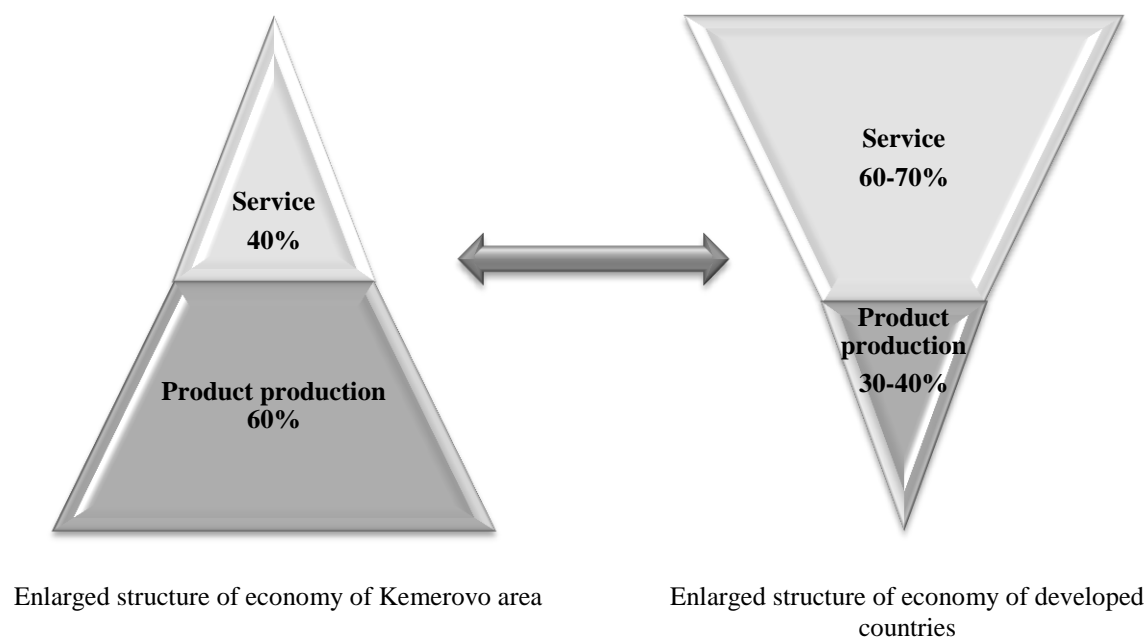 Service
40%
Product production
60%
Service
60-70%
Product
production
30-40%
Enlarged structure of economy of Kemerovo area
Enlarged structure of economy of developed
countries